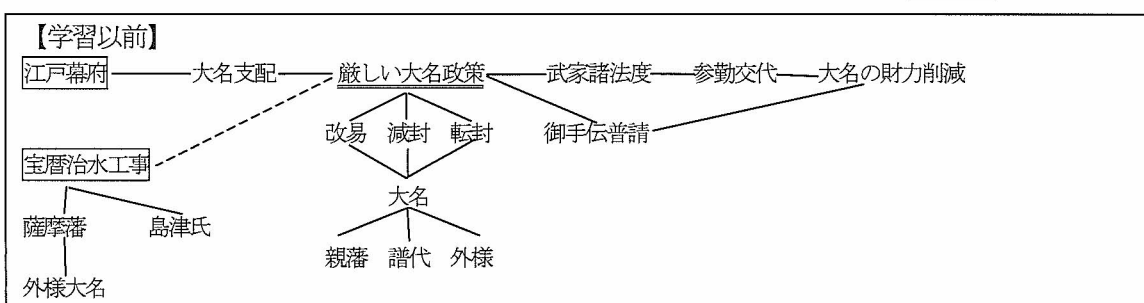 【学習以前】
江戸幕府 大名支配 厳しい大名政策 武家諸法度 参勤交代 大名の財力削減
改易 減封 転封 御手伝普請
宝暦治水工事
大名
薩摩藩 島津氏
親藩 譜代 外様
外様大名